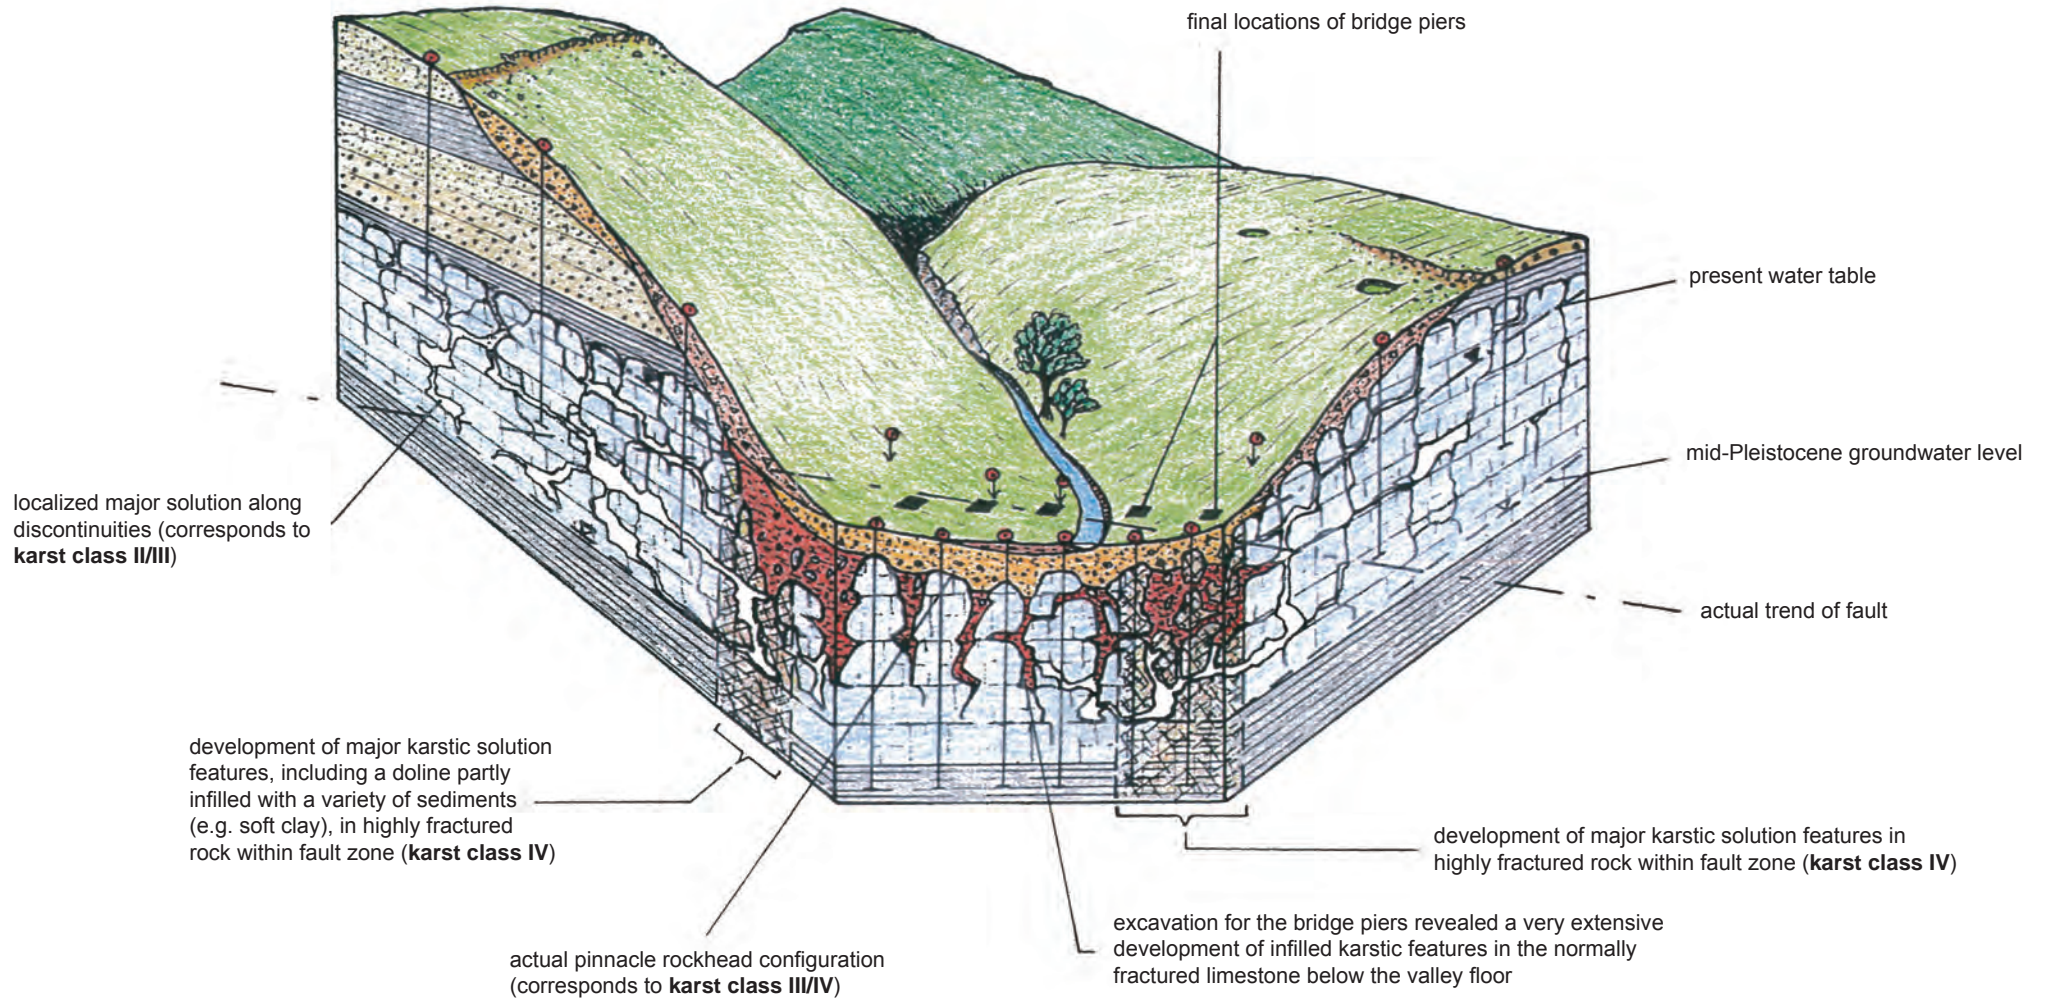 final locations of bridge piers
present water table
mid-Pleistocene groundwater level
actual trend of fault
localized major solution along
discontinuities (corresponds to
karst class II/III)
development of major karstic solution
features, including a doline partly
infilled with a variety of sediments
(e.g. soft clay), in highly fractured
rock within fault zone (karst class IV)
development of major karstic solution features in
highly fractured rock within fault zone (karst class IV)
excavation for the bridge piers revealed a very extensive
development of infilled karstic features in the normally
fractured limestone below the valley floor
actual pinnacle rockhead configuration
(corresponds to karst class III/IV)